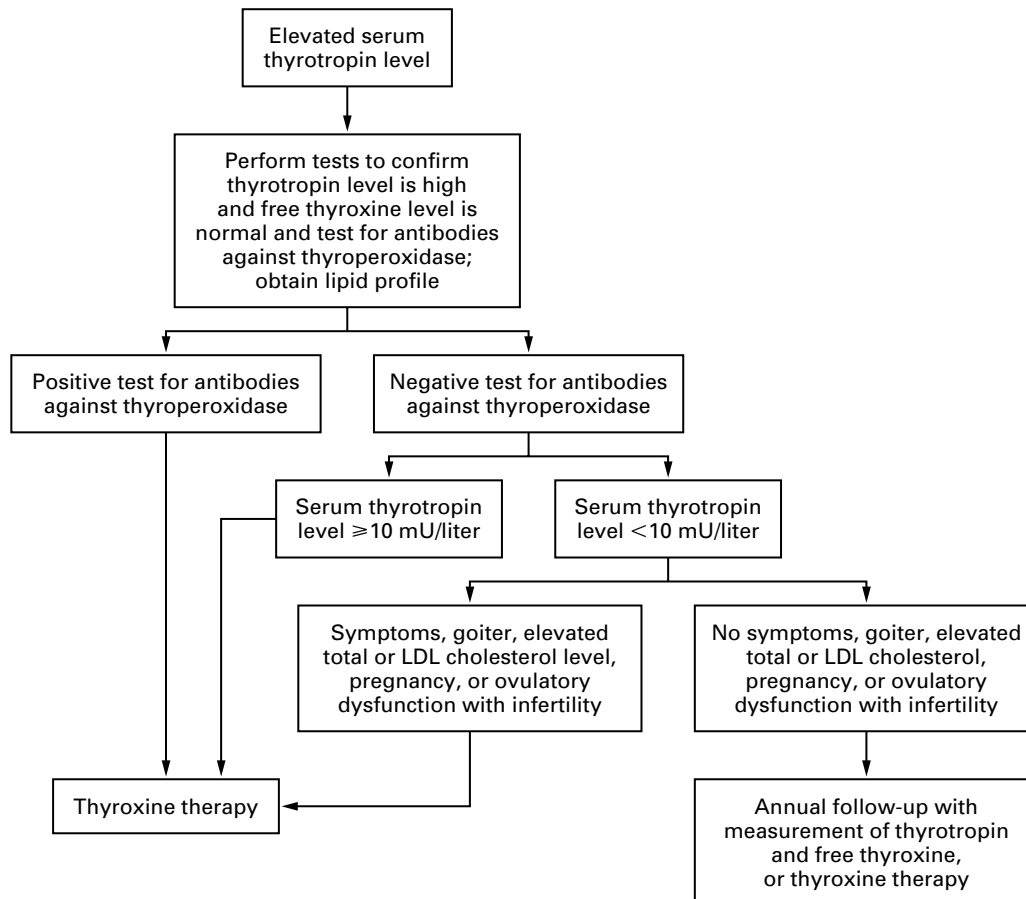 Elevated serum
thyrotropin level
Perform tests to confirm
thyrotropin level is high
and free thyroxine level is
normal and test for antibodies
against thyroperoxidase;
obtain lipid profile
Positive test for antibodies
against thyroperoxidase
Negative test for antibodies
against thyroperoxidase
Serum thyrotropin
level ⩾10 mU/liter
Serum thyrotropin
level <10 mU/liter
Symptoms, goiter, elevated
total or LDL cholesterol level,
pregnancy, or ovulatory
dysfunction with infertility
No symptoms, goiter, elevated
total or LDL cholesterol,
pregnancy, or ovulatory
dysfunction with infertility
Thyroxine therapy
Annual follow-up with
measurement of thyrotropin
and free thyroxine,
or thyroxine therapy